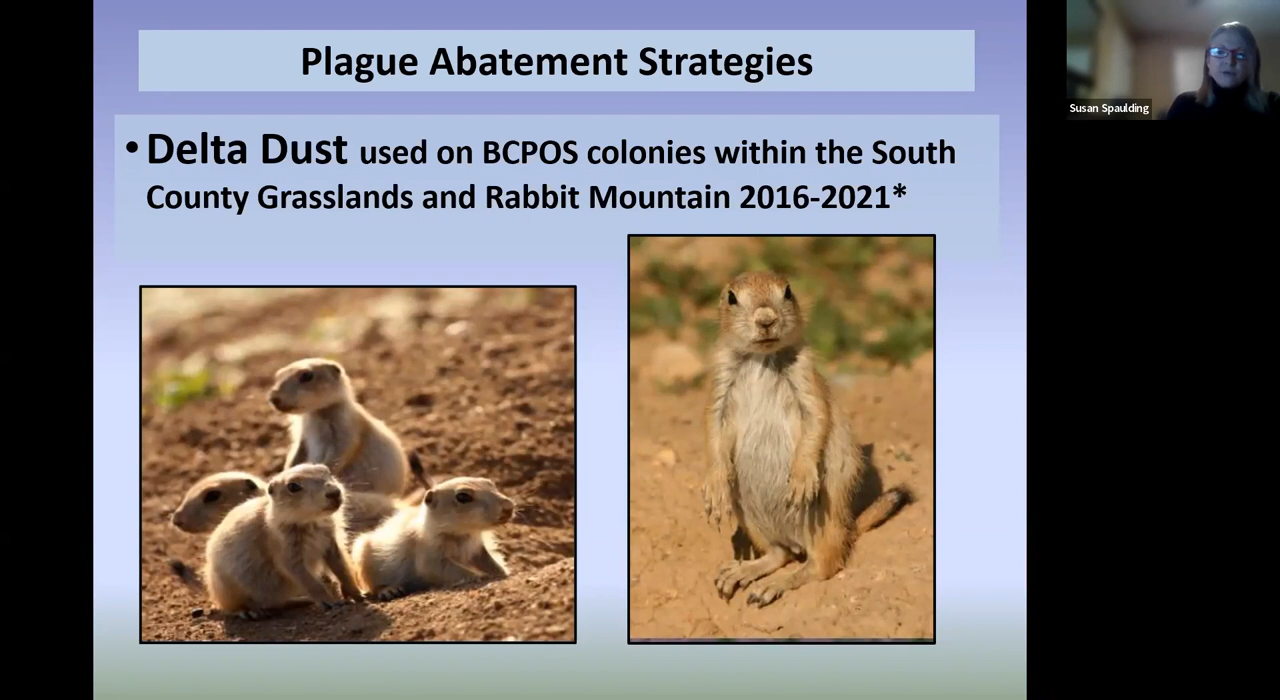 Plague Abatement Strategies
• Delta Dust used on BCPOS colonies within the South
County Grasslands and Rabbit Mountain 2016-2021*
Susan Spaulding